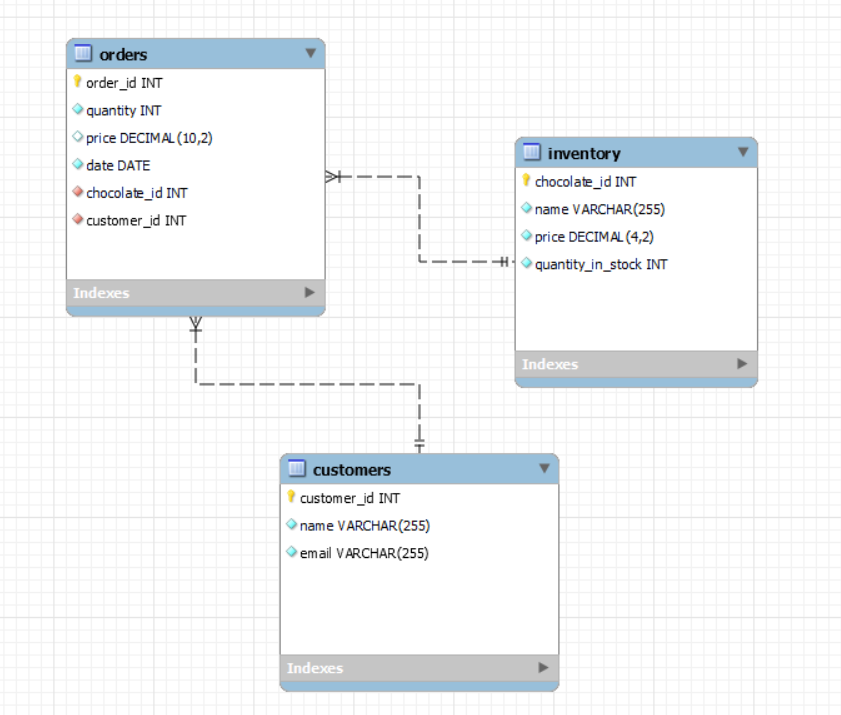 orders
order_id INT
quantity INT
price DECIMAL(10,2)
date DATE
chocolate_id INT
customer_id INT
Indexes
inventory
chocolate_id INT
name VARCHAR(255)
price DECIMAL(4,2)
quantity_in_stock INT
Indexes
customers
customer_id INT
name VARCHAR(255)
email VARCHAR(255)
Indexes